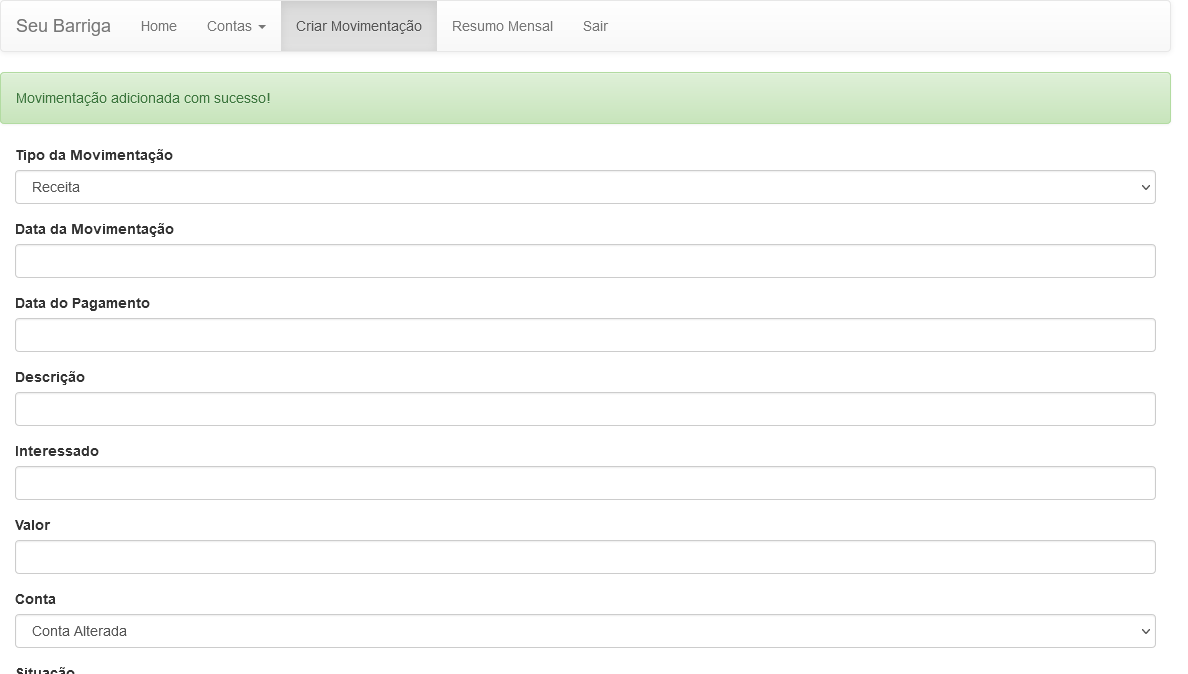 Seu Barriga Home Contas Criar Movimentação Resumo Mensal Sair
Movimentação adicionada com sucesso!
Tipo da Movimentação
Receita
Data da Movimentação
Data do Pagamento
Descrição
Interessado
Valor
Conta
Conta Alterada
Situação